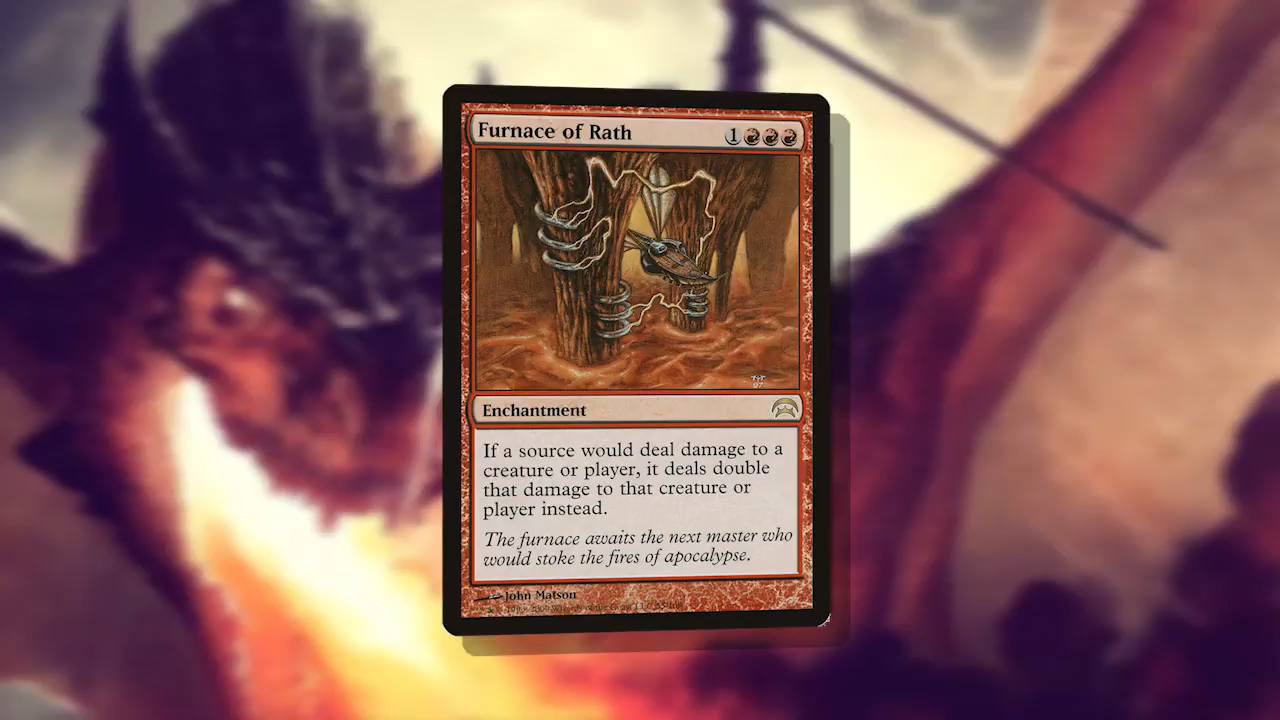 Furnace of Rath 1
Enchantment
If a source would deal damage to a
creature or player, it deals double
that damage to that creature or
player instead.
The furnace awaits the next master who
would stoke the fires of apocalypse.
John Matson